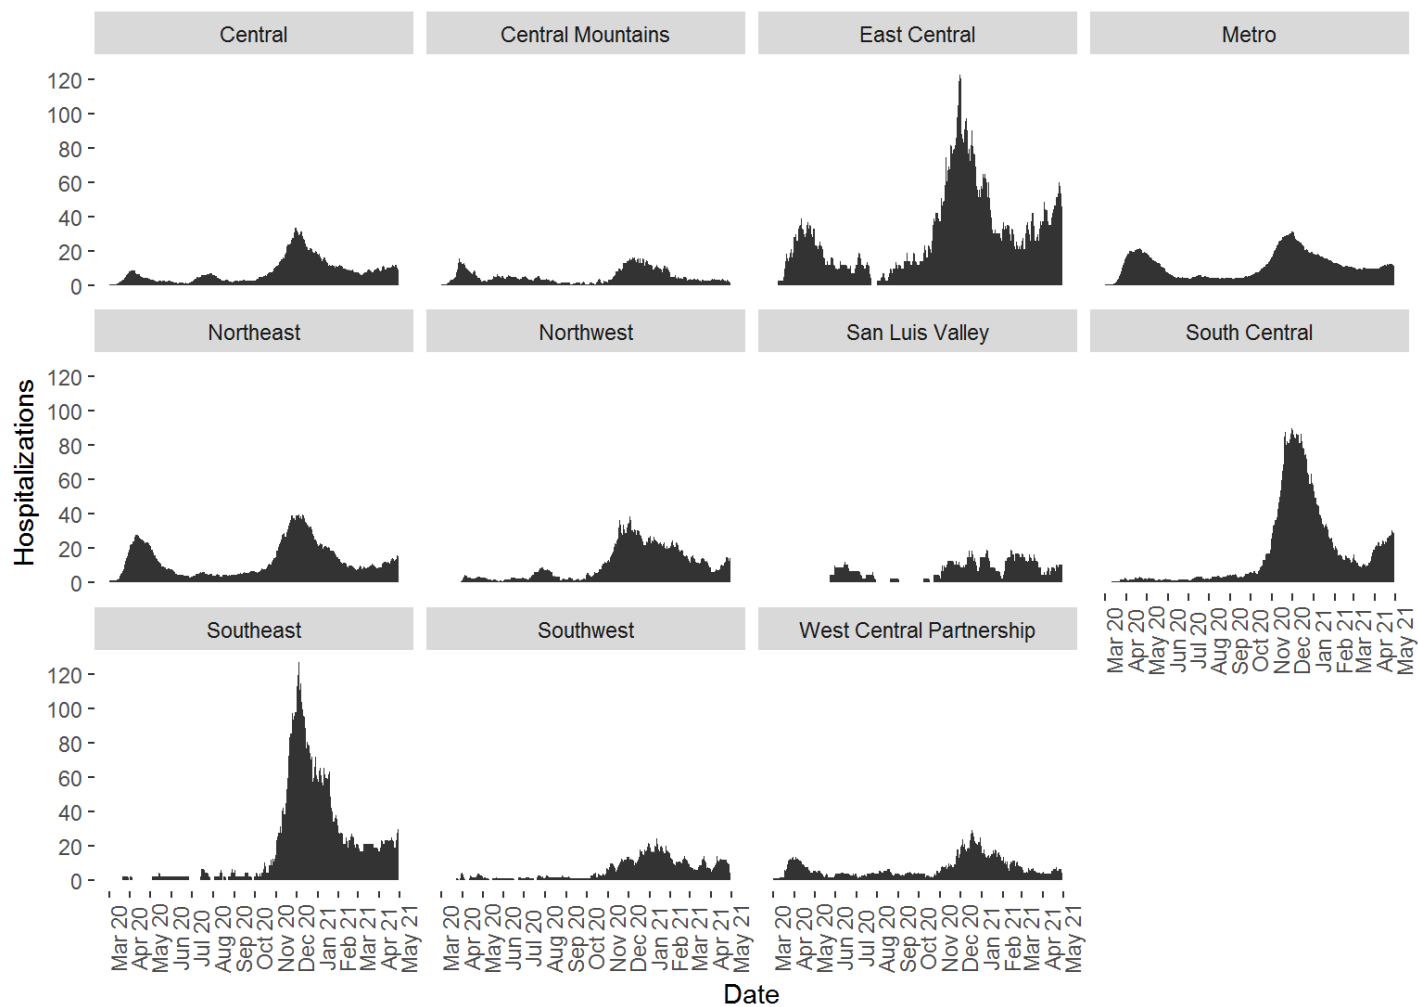 Central
Central Mountains
East Central
Metro
120
100
80
60
40
20
0
Northeast
Northwest
San Luis Valley
South Central
120
100
80
60
40
20
0
Hospitalizations
Mar 20
Apr 20
May 20
Jun 20
Jul 20
Aug 20
Sep 20
Oct 20
Nov 20
Dec 20
Jan 21
Feb 21
Mar 21
Apr 21
May 21
Southeast
Southwest
West Central Partnership
120
100
80
60
40
20
0
Mar 20
Apr 20
May 20
Jun 20
Jul 20
Aug 20
Sep 20
Oct 20
Nov 20
Dec 20
Jan 21
Feb 21
Mar 21
Apr 21
May 21
Mar 20
Apr 20
May 20
Jun 20
Jul 20
Aug 20
Sep 20
Oct 20
Nov 20
Dec 20
Jan 21
Feb 21
Mar 21
Apr 21
May 21
Mar 20
Apr 20
May 20
Jun 20
Jul 20
Aug 20
Sep 20
Oct 20
Nov 20
Dec 20
Jan 21
Feb 21
Mar 21
Apr 21
May 21
Date